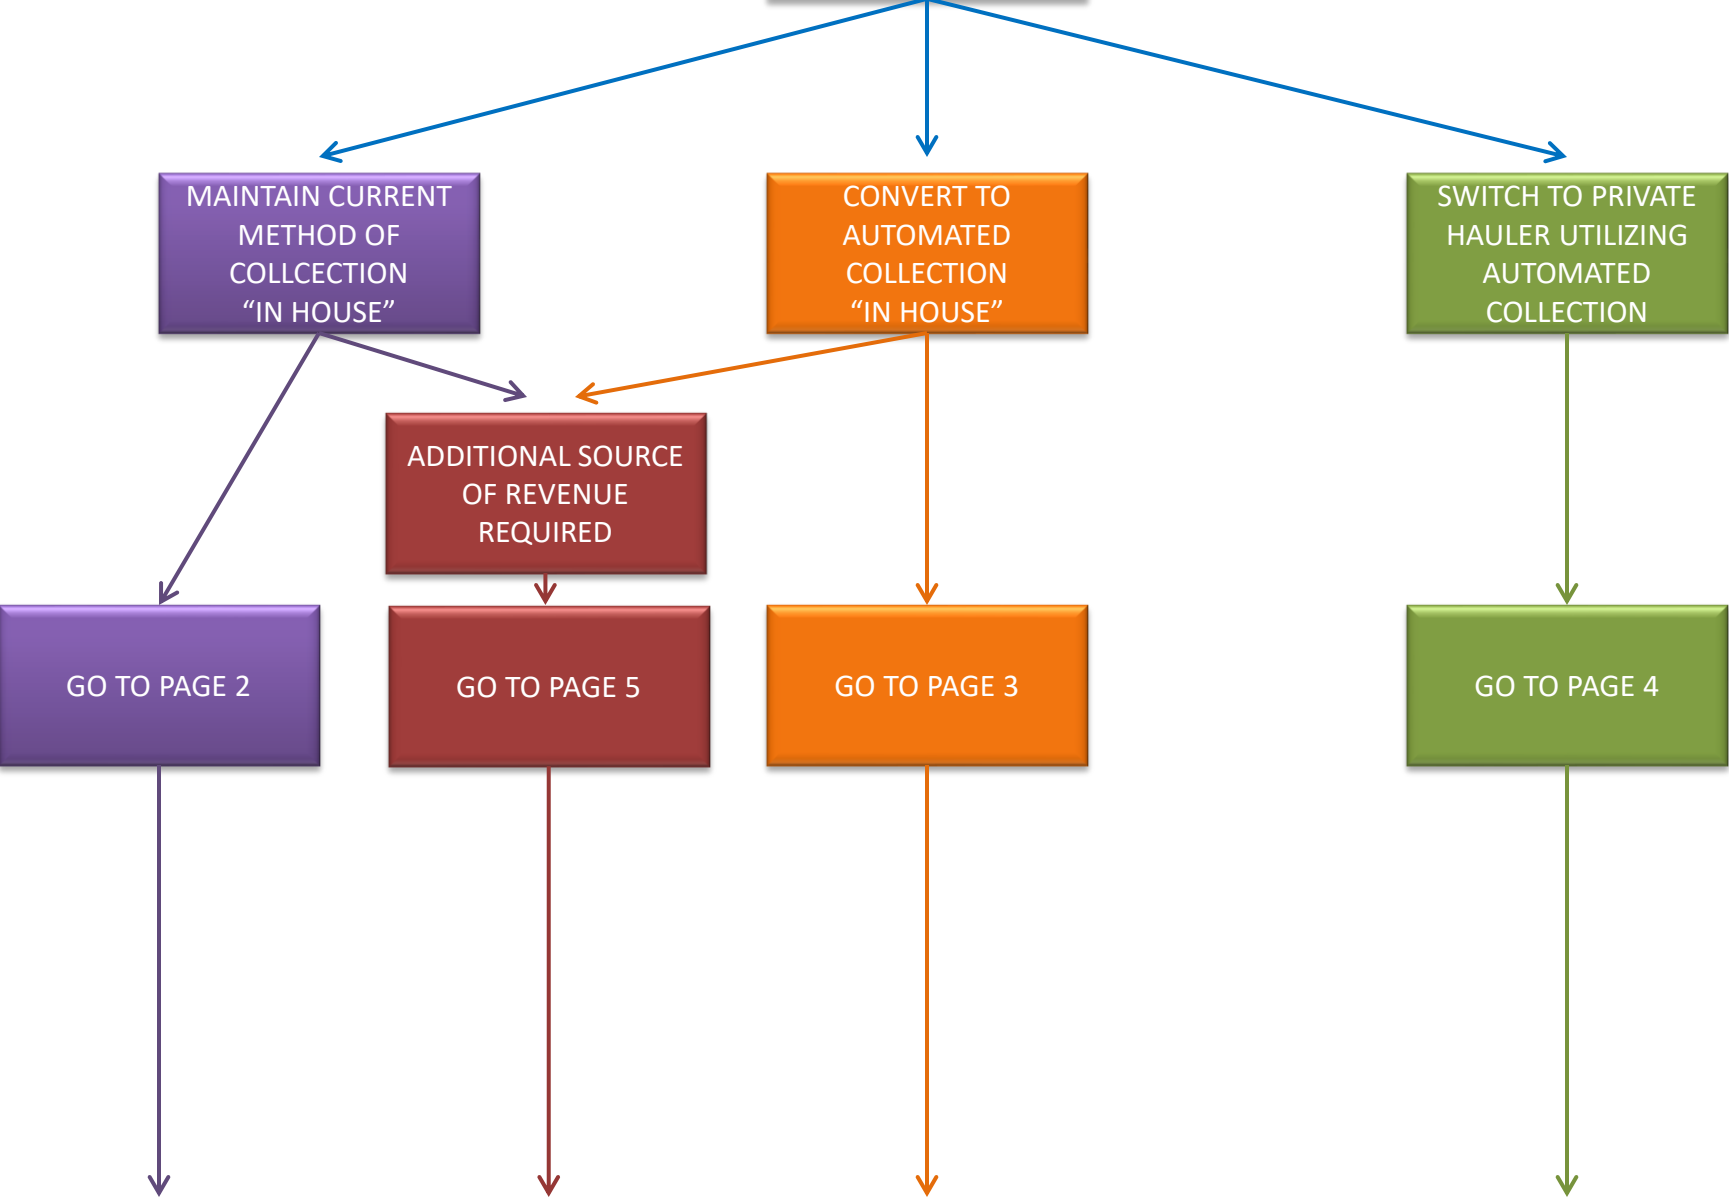 MAINTAIN CURRENT
METHOD OF
COLLCECTION
“IN HOUSE”
CONVERT TO
AUTOMATED
COLLECTION
“IN HOUSE”
SWITCH TO PRIVATE
HAULER UTILIZING
AUTOMATED
COLLECTION
ADDITIONAL SOURCE
OF REVENUE
REQUIRED
GO TO PAGE 2
GO TO PAGE 5
GO TO PAGE 3
GO TO PAGE 4